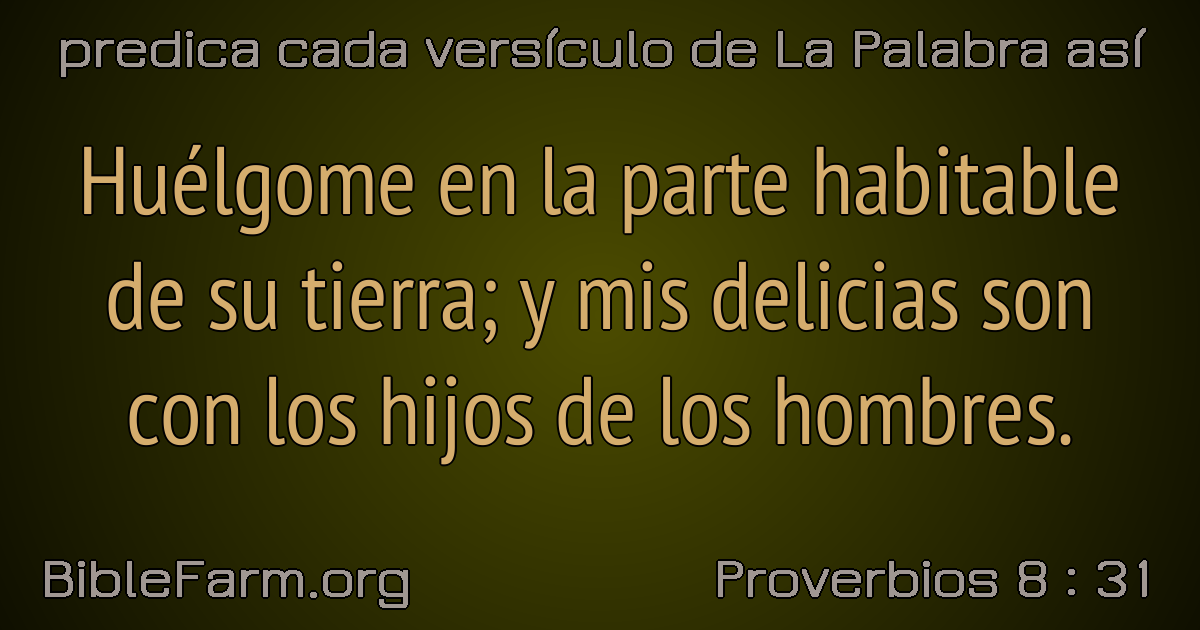 predica cada versículo de La Palabra así
Huélgome en la parte habitable
de su tierra; y mis delicias son
con los hijos de los hombres.
BibleFarm.org
Proverbios 8 : 31